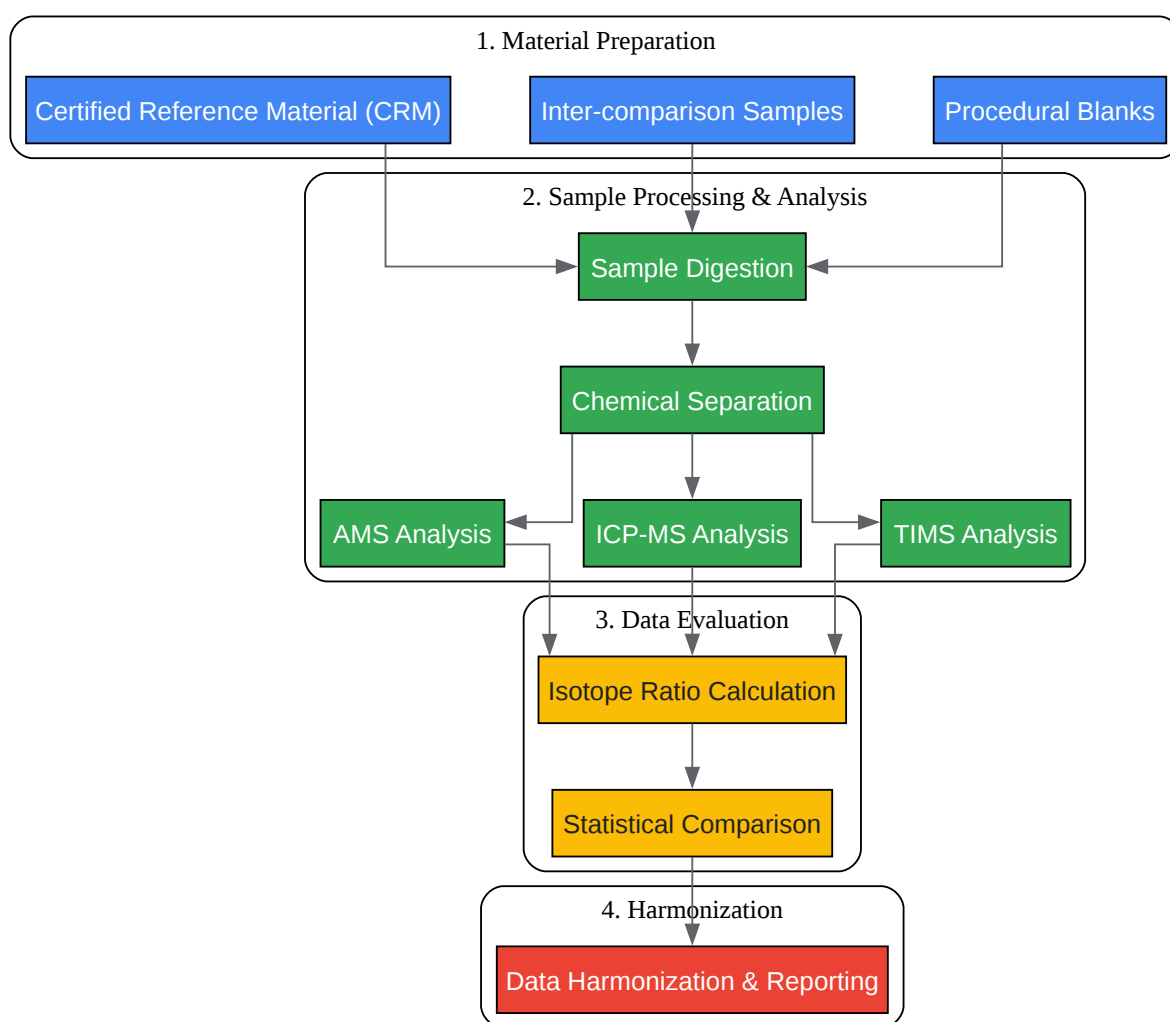 1. Material Preparation
Certified Reference Material (CRM)
Inter-comparison Samples
Procedural Blanks
2. Sample Processing & Analysis
Sample Digestion
Chemical Separation
AMS Analysis
ICP-MS Analysis
TIMS Analysis
3. Data Evaluation
Isotope Ratio Calculation
Statistical Comparison
4. Harmonization
Data Harmonization & Reporting